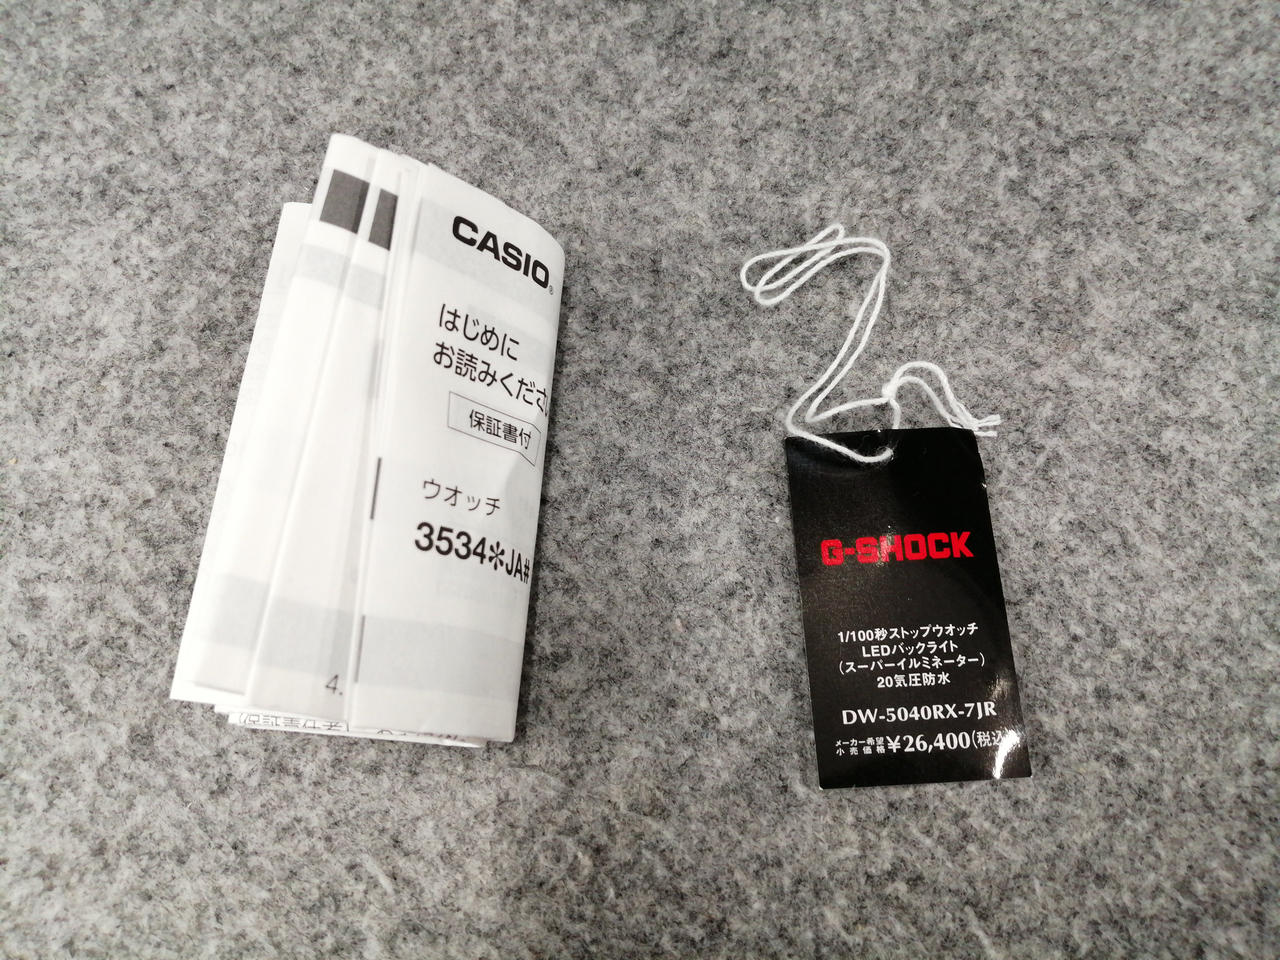 CASIO®
はじめに
お読みくださ
保証書付
ウオッチ
3534✻JA#
4.
G-SHOCK
1/100秒ストップウオッチ
LEDバックライト
(スーパーイルミネーター)
20気圧防水
DW-5040RX-7JR
メーカー希望
小売価格 ¥26,400(税込